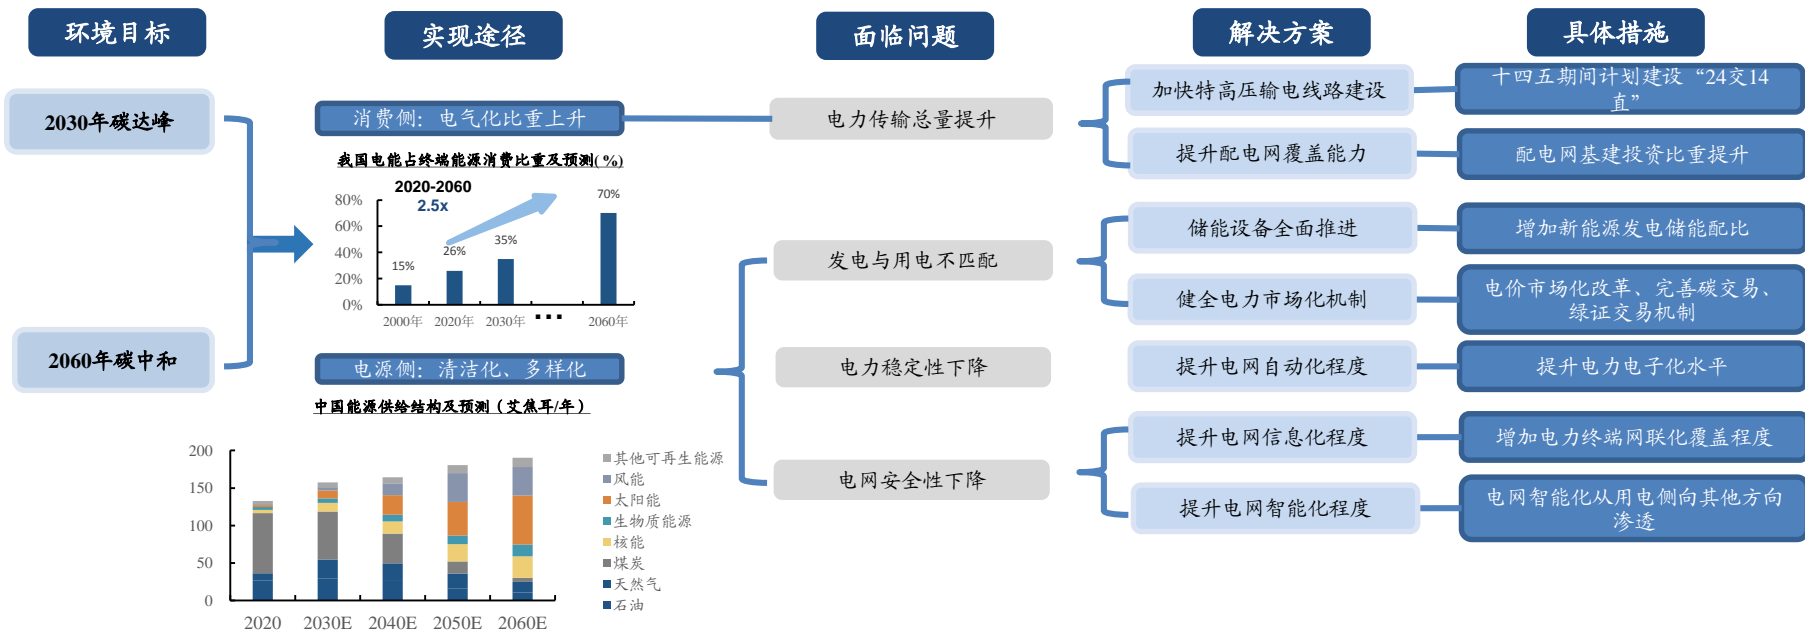 环境目标
实现途径
面临问题
解决方案
具体措施
2030年碳达峰
2060年碳中和
消费侧：电气化比重上升
我国电能占终端能源消费比重及预测(%)
2020-2060
2.5x
80%
60%
40%
20%
0%
15%
26%
35%
70%
2000年
2020年
2030年
...
2060年
电源侧：清洁化、多样化
中国能源供给结构及预测（艾焦耳/年）
200
150
100
50
0
2020
2030E
2040E
2050E
2060E
其他可再生能源
风能
太阳能
生物质能源
核能
煤炭
天然气
石油
电力传输总量提升
发电与用电不匹配
电力稳定性下降
电网安全性下降
加快特高压输电线路建设
提升配电网覆盖能力
储能设备全面推进
健全电力市场化机制
提升电网自动化程度
提升电网信息化程度
提升电网智能化程度
十四五期间计划建设“24交14
直”
配电网基建投资比重提升
增加新能源发电储能配比
电价市场化改革、完善碳交易、
绿证交易机制
提升电力电子化水平
增加电力终端网联化覆盖程度
电网智能化从用电侧向其他方向
渗透